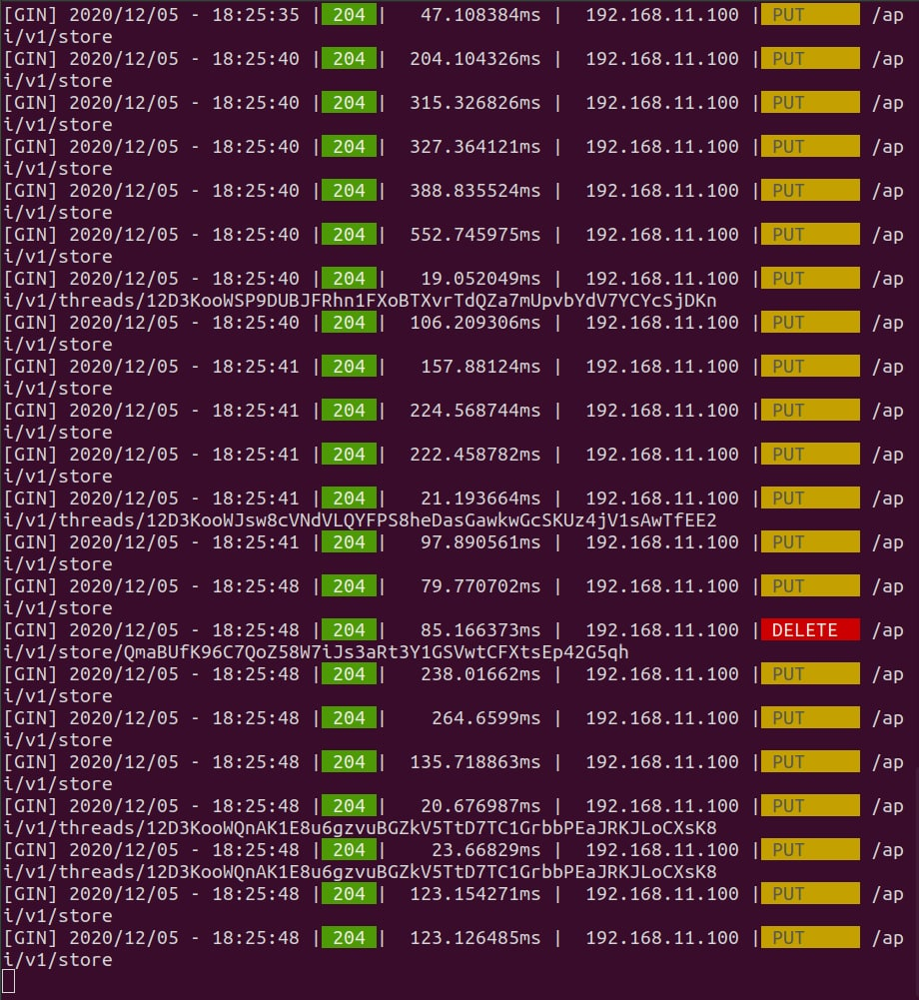 [GIN] 2020/12/05 - 18:25:35 | 204 |   47.108384ms |  192.168.11.100 | PUT      /ap
i/v1/store
[GIN] 2020/12/05 - 18:25:40 | 204 |  204.104326ms |  192.168.11.100 | PUT      /ap
i/v1/store
[GIN] 2020/12/05 - 18:25:40 | 204 |  315.326826ms |  192.168.11.100 | PUT      /ap
i/v1/store
[GIN] 2020/12/05 - 18:25:40 | 204 |  327.364121ms |  192.168.11.100 | PUT      /ap
i/v1/store
[GIN] 2020/12/05 - 18:25:40 | 204 |  388.835524ms |  192.168.11.100 | PUT      /ap
i/v1/store
[GIN] 2020/12/05 - 18:25:40 | 204 |  552.745975ms |  192.168.11.100 | PUT      /ap
i/v1/store
[GIN] 2020/12/05 - 18:25:40 | 204 |   19.052049ms |  192.168.11.100 | PUT      /ap
i/v1/threads/12D3KooWSP9DUBJFRhn1FXoBTXvrTdQZa7mUpvbYdV7YCYcSjDKn
[GIN] 2020/12/05 - 18:25:40 | 204 |  106.209306ms |  192.168.11.100 | PUT      /ap
i/v1/store
[GIN] 2020/12/05 - 18:25:41 | 204 |   157.88124ms |  192.168.11.100 | PUT      /ap
i/v1/store
[GIN] 2020/12/05 - 18:25:41 | 204 |  224.568744ms |  192.168.11.100 | PUT      /ap
i/v1/store
[GIN] 2020/12/05 - 18:25:41 | 204 |  222.458782ms |  192.168.11.100 | PUT      /ap
i/v1/store
[GIN] 2020/12/05 - 18:25:41 | 204 |   21.193664ms |  192.168.11.100 | PUT      /ap
i/v1/threads/12D3KooWJsw8cVNdVLQYFPS8heDasGawkwGcSKUz4jV1sAwTfEE2
[GIN] 2020/12/05 - 18:25:41 | 204 |   97.890561ms |  192.168.11.100 | PUT      /ap
i/v1/store
[GIN] 2020/12/05 - 18:25:48 | 204 |   79.770702ms |  192.168.11.100 | PUT      /ap
i/v1/store
[GIN] 2020/12/05 - 18:25:48 | 204 |   85.166373ms |  192.168.11.100 | DELETE   /ap
i/v1/store/QmaBUfK96C7QoZ58W7iJs3aRt3Y1GSVwtCFXtsEp42G5qh
[GIN] 2020/12/05 - 18:25:48 | 204 |   238.01662ms |  192.168.11.100 | PUT      /ap
i/v1/store
[GIN] 2020/12/05 - 18:25:48 | 204 |    264.6599ms |  192.168.11.100 | PUT      /ap
i/v1/store
[GIN] 2020/12/05 - 18:25:48 | 204 |  135.718863ms |  192.168.11.100 | PUT      /ap
i/v1/store
[GIN] 2020/12/05 - 18:25:48 | 204 |   20.676987ms |  192.168.11.100 | PUT      /ap
i/v1/threads/12D3KooWQnAK1E8u6gzvuBGZkV5TtD7TC1GrbbPEaJRKJLoCXsK8
[GIN] 2020/12/05 - 18:25:48 | 204 |    23.66829ms |  192.168.11.100 | PUT      /ap
i/v1/threads/12D3KooWQnAK1E8u6gzvuBGZkV5TtD7TC1GrbbPEaJRKJLoCXsK8
[GIN] 2020/12/05 - 18:25:48 | 204 |  123.154271ms |  192.168.11.100 | PUT      /ap
i/v1/store
[GIN] 2020/12/05 - 18:25:48 | 204 |  123.126485ms |  192.168.11.100 | PUT      /ap
i/v1/store